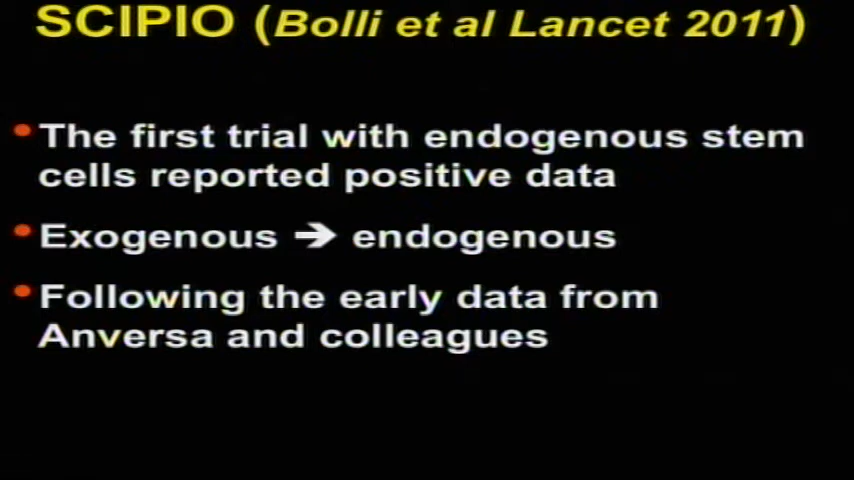 SCIPIO (Bolli et al Lancet 2011)
• The first trial with endogenous stem
cells reported positive data
• Exogenous ➔ endogenous
• Following the early data from
Anversa and colleagues